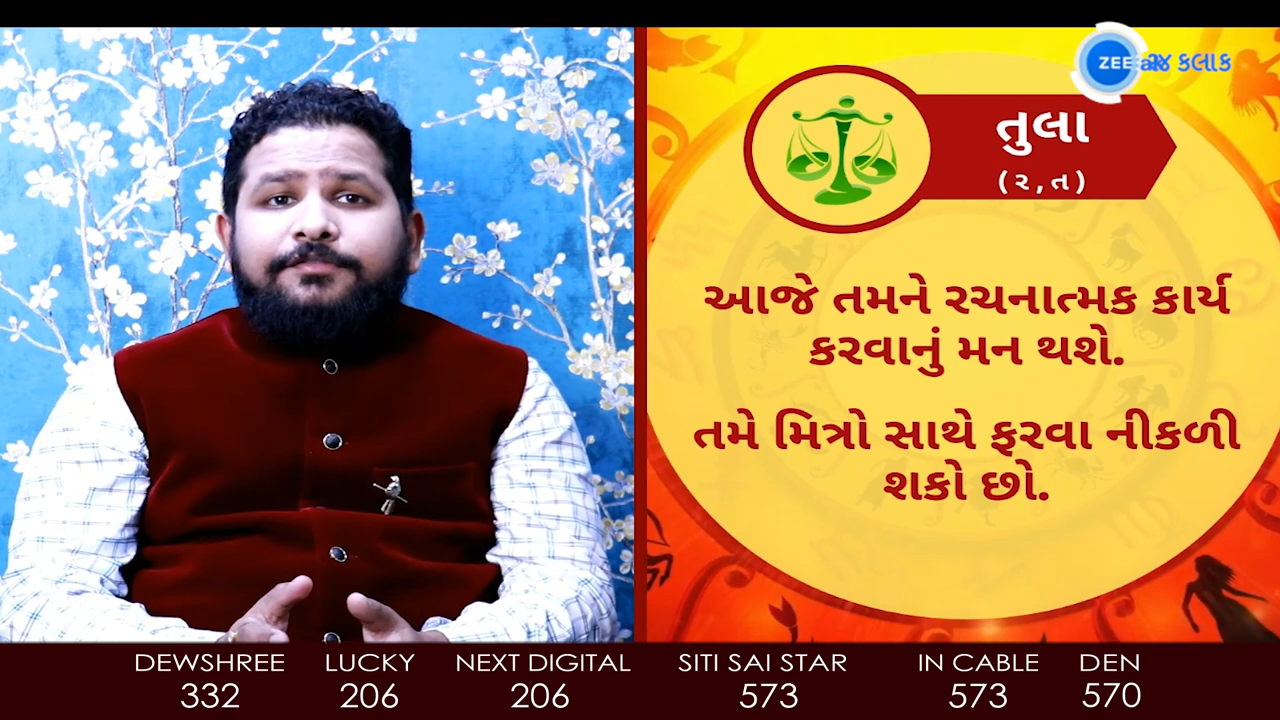 ZEE ૨૪ કલાક
તુલા
( ર , ત )
આજે તમને રચનાત્મક કાર્ય
કરવાનું મન થશે.
તમે મિત્રો સાથે ફરવા નીકળી
શકો છો.
DEWSHREE LUCKY NEXT DIGITAL SITI SAI STAR IN CABLE DEN
332 206 206 573 573 570